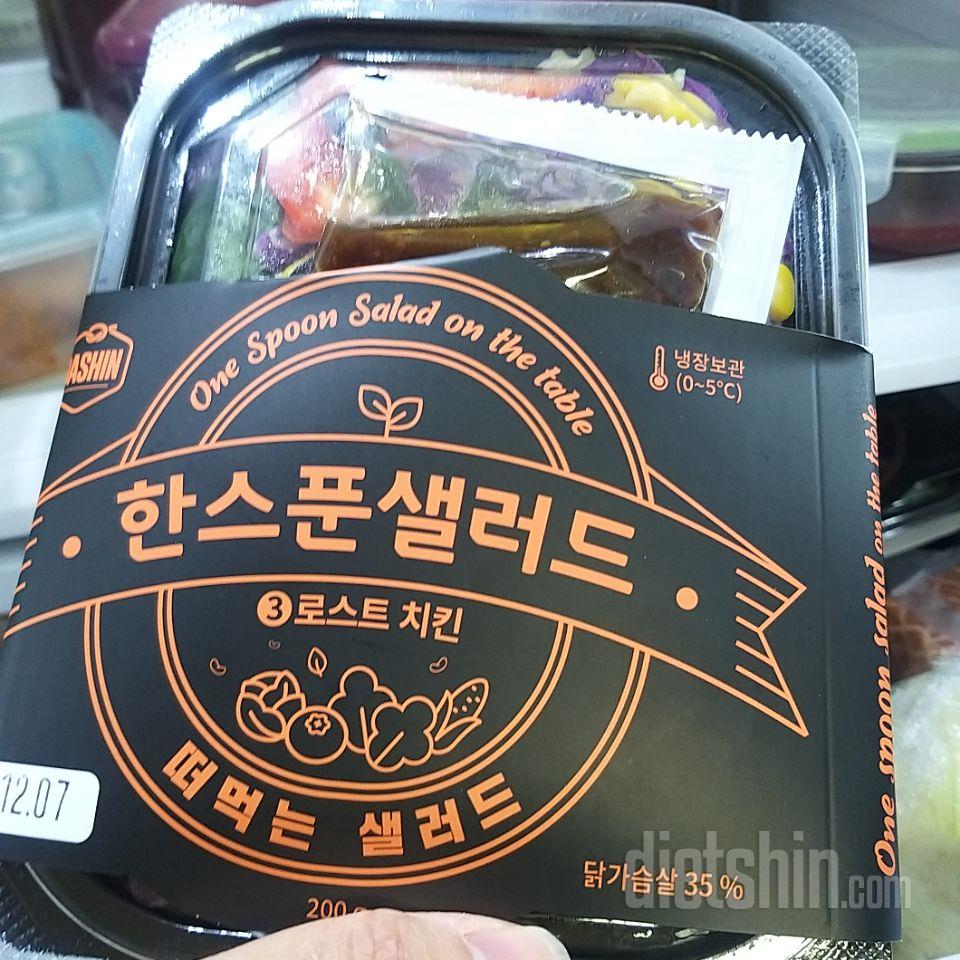 One Spoon Salad on the table
ASHIN
냉장보관
(0~5℃)
한스푼샐러드
3 로스트 치킨
떠먹는 샐러드
12.07
닭가슴살 35 %
200 g
One spoon salad on the table
dietshin.com